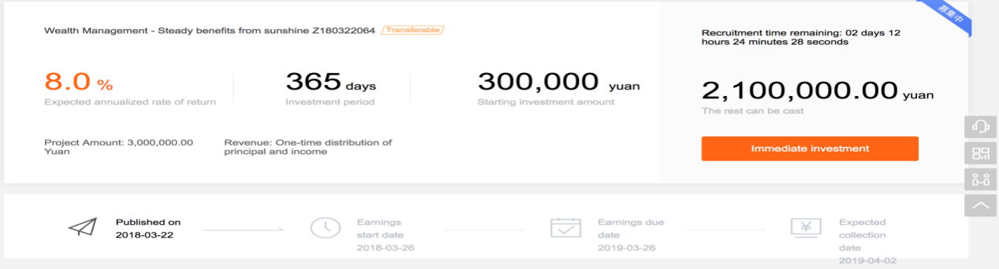 募集中
Wealth Management - Steady benefits from sunshine Z180322064 Transferable
8.0 %
Expected annualized rate of return
365 days
Investment period
300,000 yuan
Starting investment amount
Project Amount: 3,000,000.00
Yuan
Revenue: One-time distribution of
principal and income
Recruitment time remaining: 02 days 12
hours 24 minutes 28 seconds
2,100,000.00 yuan
The rest can be cast
Immediate investment
Published on
2018-03-22
Earnings
start date
2018-03-26
Earnings due
date
2019-03-26
¥
Expected
collection
date
2019-04-02